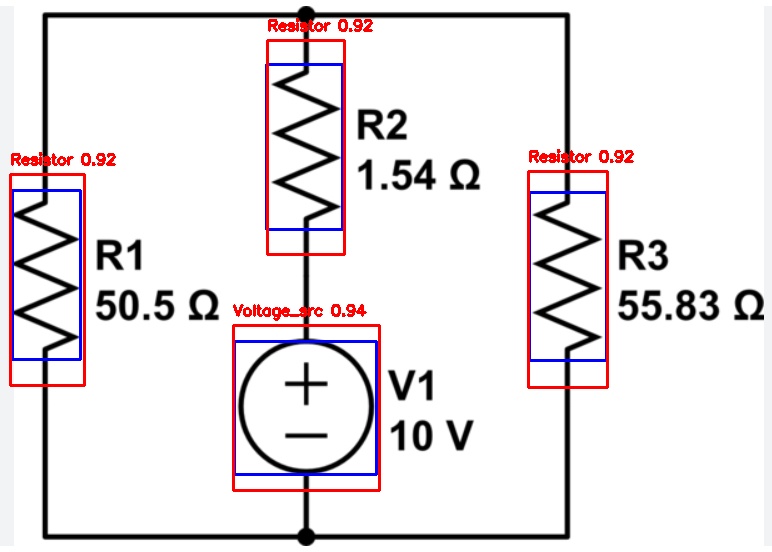 Resistor 0.92
R2
1.54 Ω
Resistor 0.92
Resistor 0.92
R1
50.5 Ω
R3
55.83 Ω
Voltage_src 0.94
V1
10 V